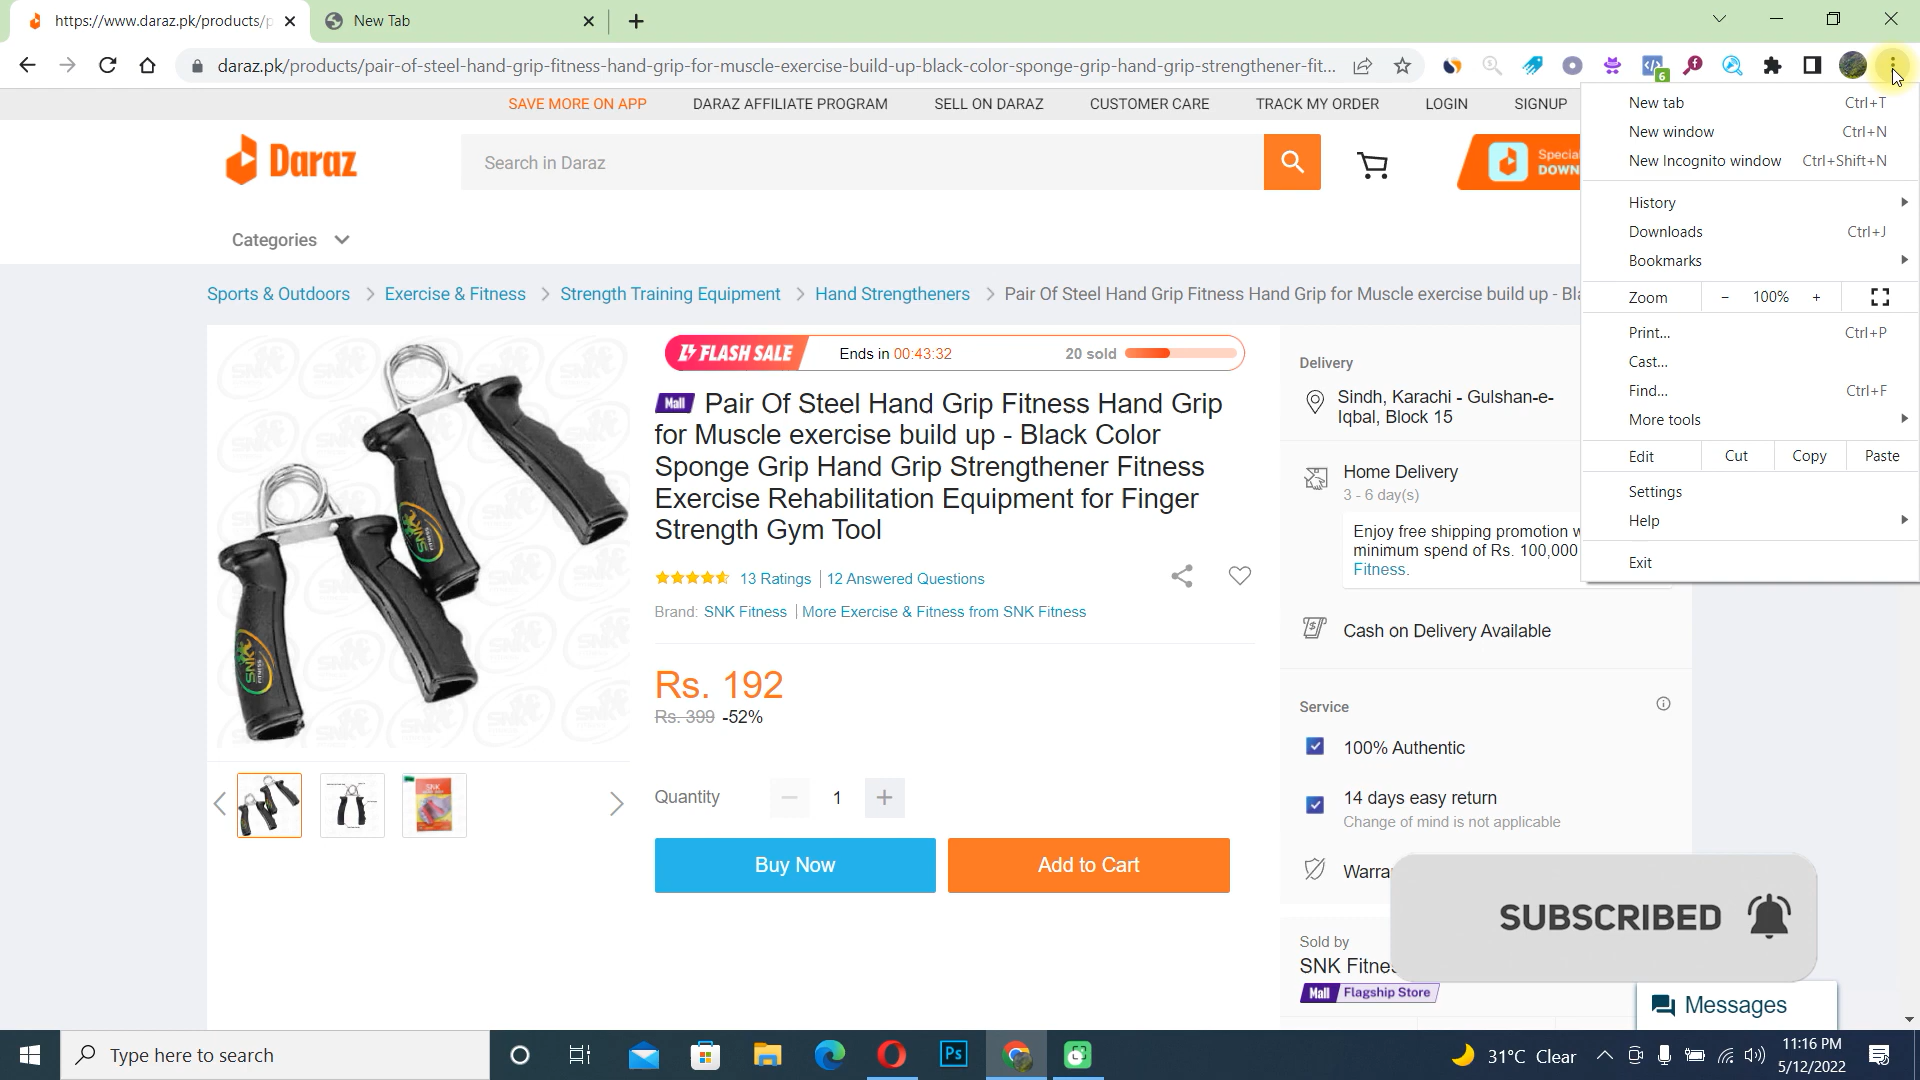 https://www.daraz.pk/products/p
New Tab
daraz.pk/products/pair-of-steel-hand-grip-fitness-hand-grip-for-muscle-exercise-build-up-black-color-sponge-grip-hand-grip-strengthener-fit...
6
SAVE MORE ON APP DARAZ AFFILIATE PROGRAM SELL ON DARAZ CUSTOMER CARE TRACK MY ORDER LOGIN SIGNUP
Daraz
Search in Daraz
Specia
DOWN
Categories
Sports & Outdoors Exercise & Fitness Strength Training Equipment Hand Strengtheners Pair Of Steel Hand Grip Fitness Hand Grip for Muscle exercise build up - Bl
New tab Ctrl+T
New window Ctrl+N
New Incognito window Ctrl+Shift+N
History
Downloads Ctrl+J
Bookmarks
Zoom - 100% +
Print... Ctrl+P
Cast...
Find... Ctrl+F
More tools
Edit Cut Copy Paste
Settings
Help
Exit
FLASH SALE Ends in 00:43:32 20 sold
Mall Pair Of Steel Hand Grip Fitness Hand Grip
for Muscle exercise build up - Black Color
Sponge Grip Hand Grip Strengthener Fitness
Exercise Rehabilitation Equipment for Finger
Strength Gym Tool
13 Ratings 12 Answered Questions
Brand: SNK Fitness More Exercise & Fitness from SNK Fitness
Rs. 192
Rs. 399 -52%
Quantity 1
Buy Now Add to Cart
SNK
SNK
SNK
Delivery
Sindh, Karachi - Gulshan-e-
Iqbal, Block 15
Home Delivery
3 - 6 day(s)
Enjoy free shipping promotion w
minimum spend of Rs. 100,000
Fitness.
Cash on Delivery Available
Service
100% Authentic
14 days easy return
Change of mind is not applicable
Warra
Sold by
SNK Fitne
Mall Flagship Store
SUBSCRIBED
Messages
Type here to search
Ps
31°C Clear
11:16 PM
5/12/2022